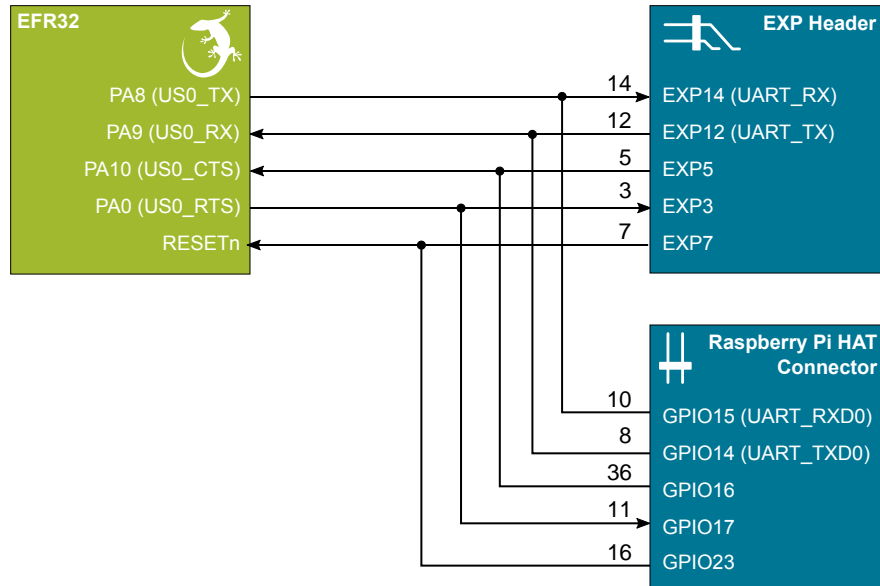 EFR32
PA8 (US0_TX)
PA9 (US0_RX)
PA10 (US0_CTS)
PA0 (US0_RTS)
RESETn
14
12
5
3
7
EXP Header
EXP14 (UART_RX)
EXP12 (UART_TX)
EXP5
EXP3
EXP7
Raspberry Pi HAT
Connector
10
8
36
11
16
GPIO15 (UART_RXD0)
GPIO14 (UART_TXD0)
GPIO16
GPIO17
GPIO23